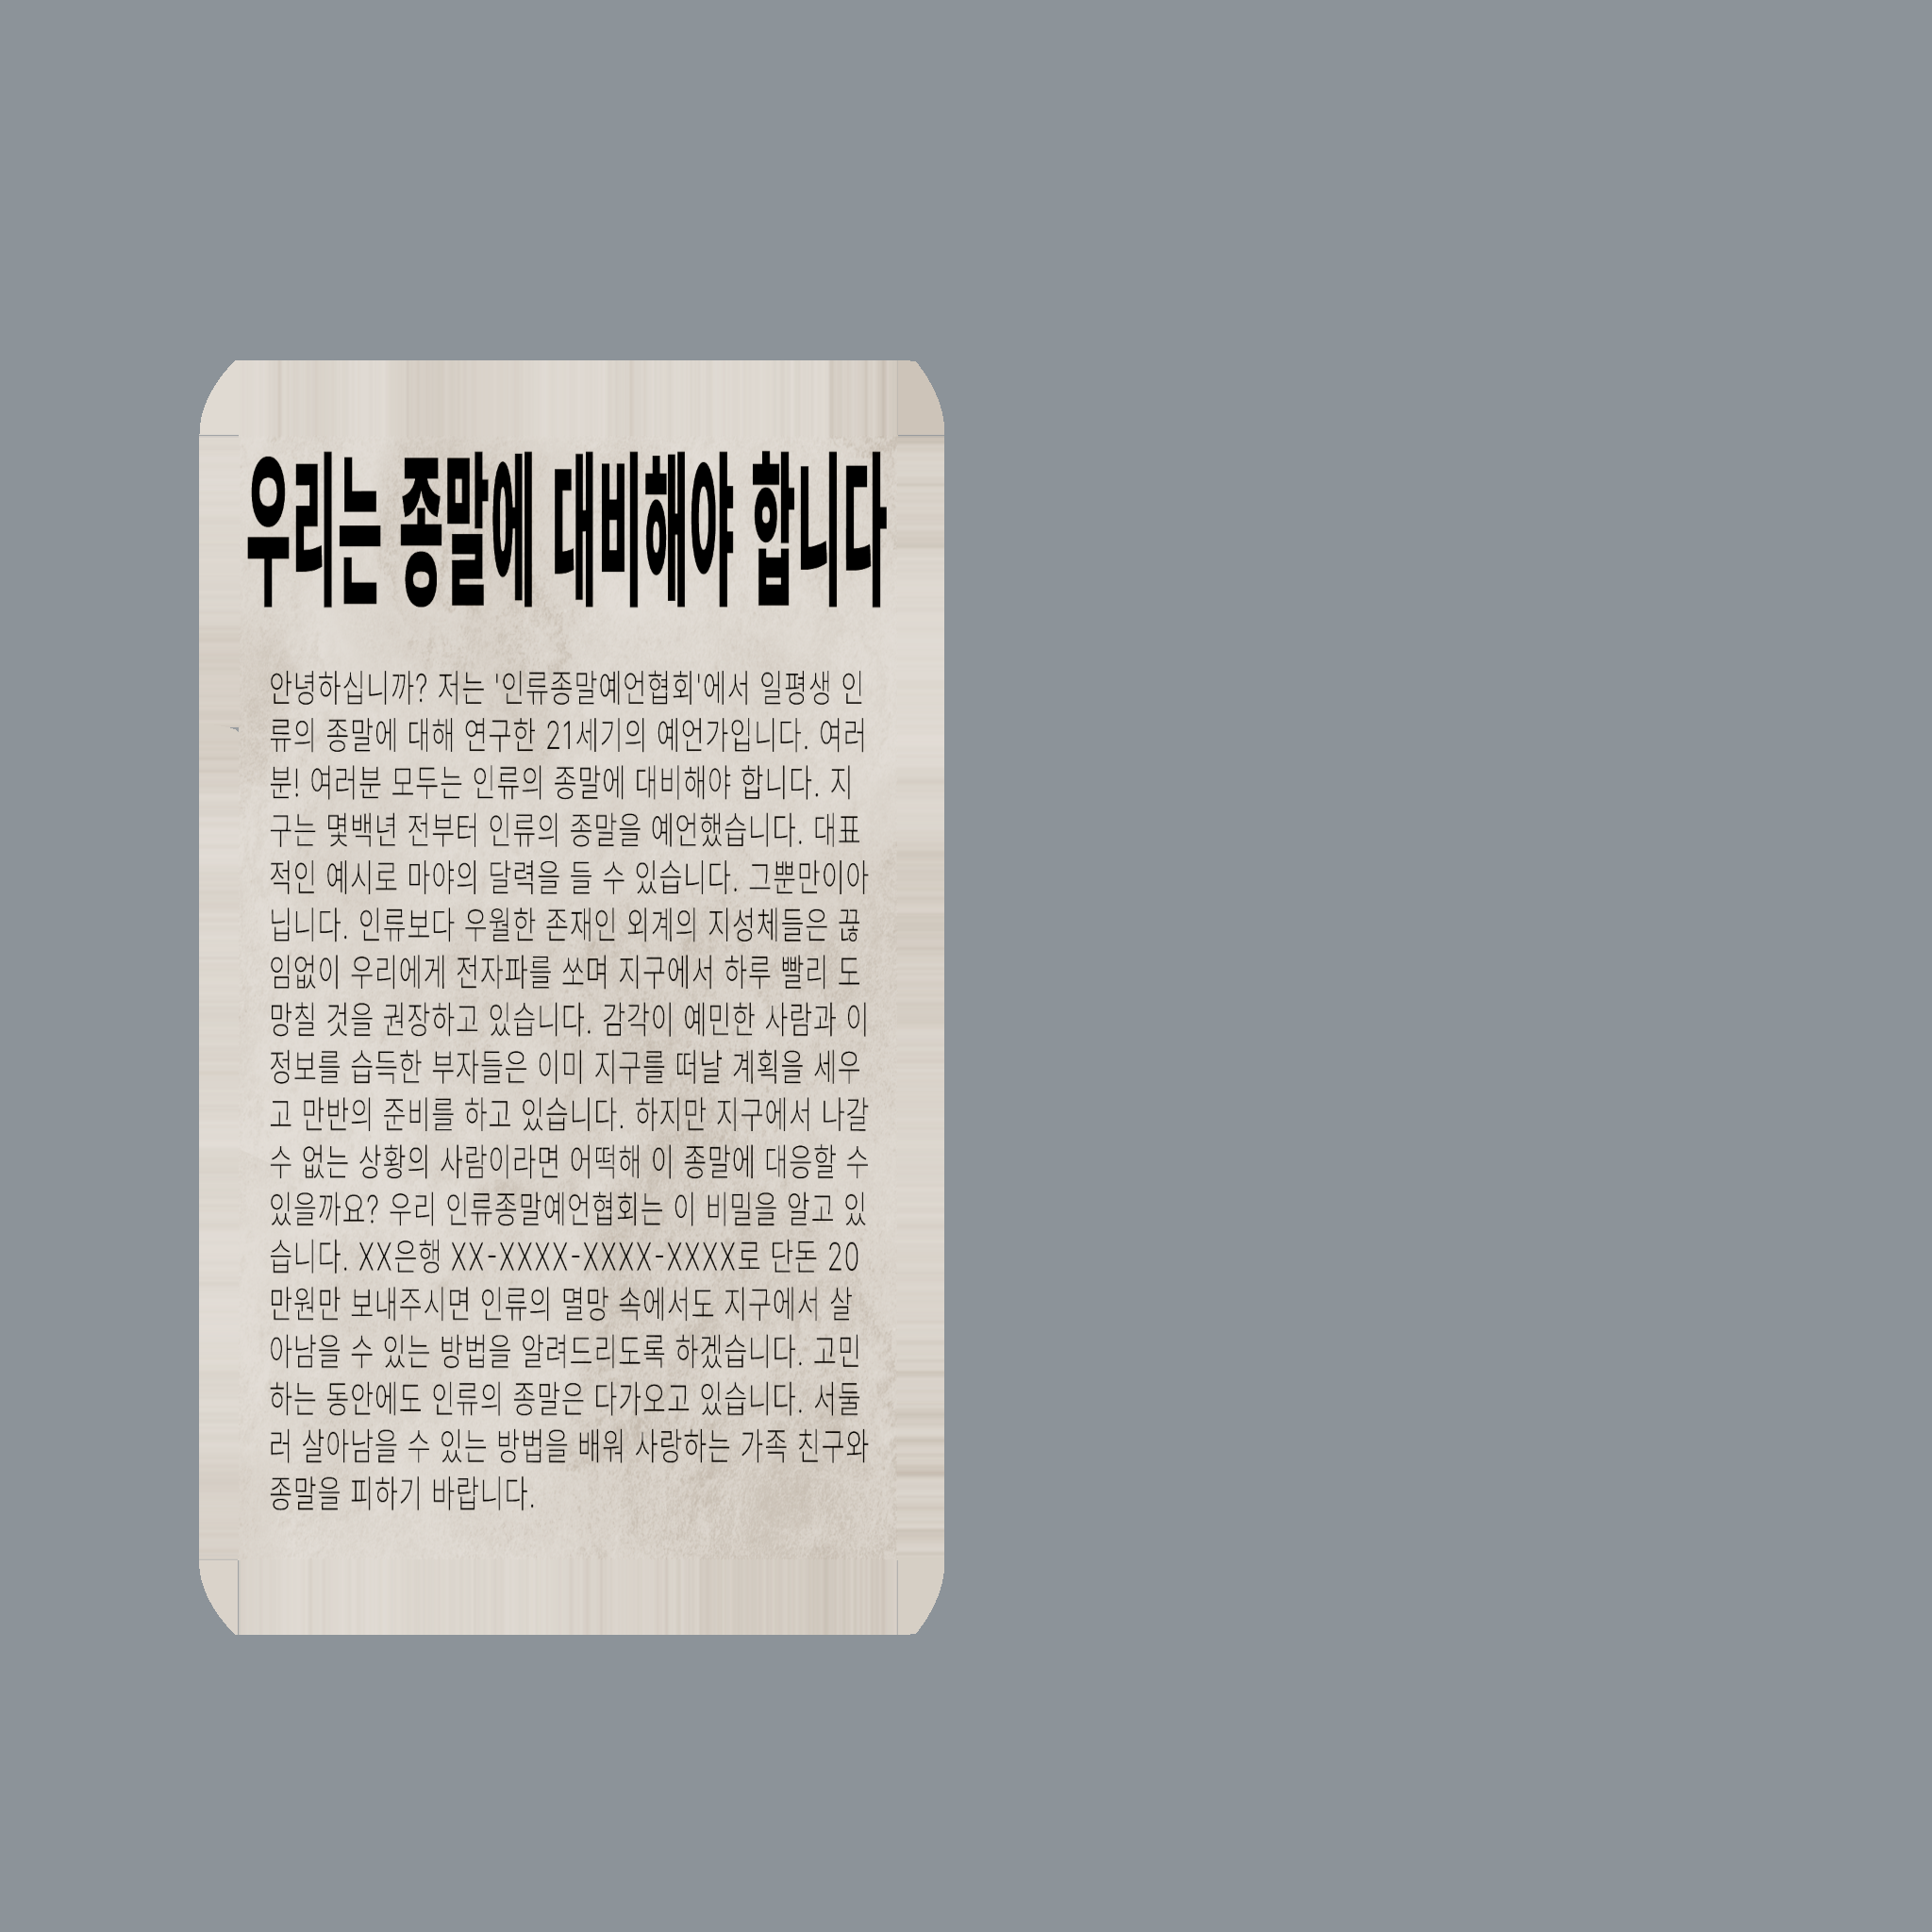 우리는 종말에 대비해야 합니다
안녕하십니까? 저는 '인류종말예언협회'에서 일평생 인
류의 종말에 대해 연구한 21세기의 예언가입니다. 여러
분! 여러분 모두는 인류의 종말에 대비해야 합니다. 지
구는 몇백년 전부터 인류의 종말을 예언했습니다. 대표
적인 예시로 마야의 달력을 들 수 있습니다. 그뿐만이아
닙니다. 인류보다 우월한 존재인 외계의 지성체들은 끊
임없이 우리에게 전자파를 쏘며 지구에서 하루 빨리 도
망칠 것을 권장하고 있습니다. 감각이 예민한 사람과 이
정보를 습득한 부자들은 이미 지구를 떠날 계획을 세우
고 만반의 준비를 하고 있습니다. 하지만 지구에서 나갈
수 없는 상황의 사람이라면 어떡해 이 종말에 대응할 수
있을까요? 우리 인류종말예언협회는 이 비밀을 알고 있
습니다. XX은행 XX-XXXX-XXXX-XXXX로 단돈 20
만원만 보내주시면 인류의 멸망 속에서도 지구에서 살
아남을 수 있는 방법을 알려드리도록 하겠습니다. 고민
하는 동안에도 인류의 종말은 다가오고 있습니다. 서둘
러 살아남을 수 있는 방법을 배워 사랑하는 가족 친구와
종말을 피하기 바랍니다.